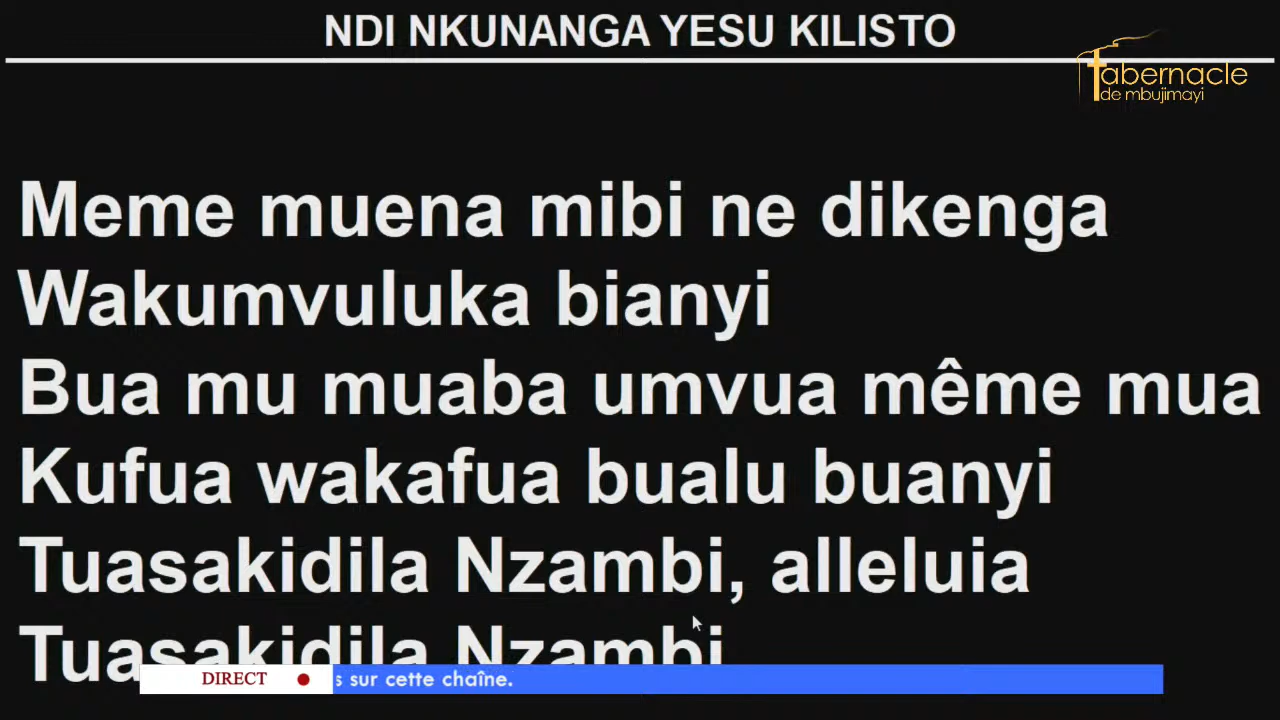 NDI NKUNANGA YESU KILISTO
tabernacle
de mbujimayi
Meme muena mibi ne dikenga
Wakumvuluka bianyi
Bua mu muaba umvua même mua
Kufua wakafua bualu buanyi
Tuasakidila Nzambi, alleluia
Tuasakidila Nzambi
DIRECT
s sur cette chaîne.